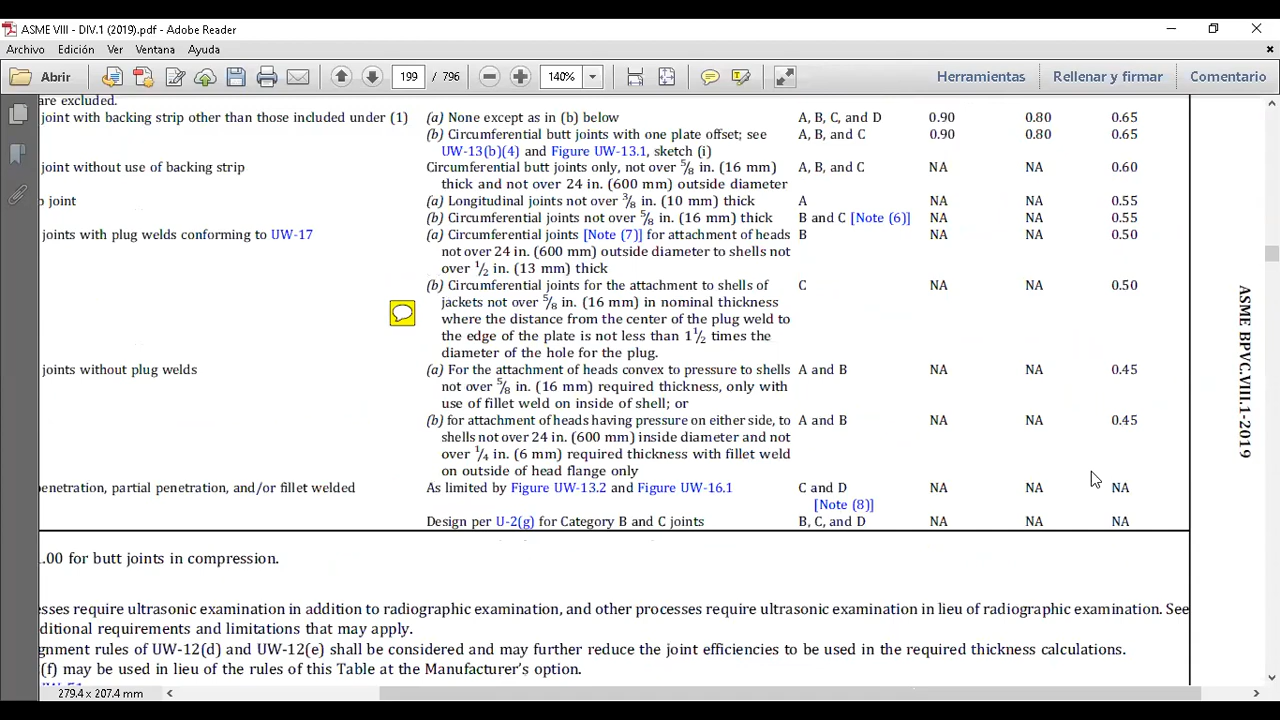 ASME VIII - DIV.1 (2019).pdf - Adobe Reader
Archivo Edición Ver Ventana Ayuda
Abrir 199 / 796 140% Herramientas Rellenar y firmar Comentario
are excluded.
joint with backing strip other than those included under (1) (a) None except as in (b) below A, B, C, and D 0.90 0.80 0.65
(b) Circumferential butt joints with one plate offset; see A, B, and C 0.90 0.80 0.65
UW-13(b)(4) and Figure UW-13.1, sketch (i)
joint without use of backing strip Circumferential butt joints only, not over 5/8 in. (16 mm) A, B, and C NA NA 0.60
thick and not over 24 in. (600 mm) outside diameter
joint (a) Longitudinal joints not over 3/8 in. (10 mm) thick A NA NA 0.55
(b) Circumferential joints not over 5/8 in. (16 mm) thick B and C [Note (6)] NA NA 0.55
joints with plug welds conforming to UW-17 (a) Circumferential joints [Note (7)] for attachment of heads B NA NA 0.50
not over 24 in. (600 mm) outside diameter to shells not
over 1/2 in. (13 mm) thick
(b) Circumferential joints for the attachment to shells of C NA NA 0.50
jackets not over 5/8 in. (16 mm) in nominal thickness
where the distance from the center of the plug weld to
the edge of the plate is not less than 1 1/2 times the
diameter of the hole for the plug.
joints without plug welds (a) For the attachment of heads convex to pressure to shells A and B NA NA 0.45
not over 5/8 in. (16 mm) required thickness, only with
use of fillet weld on inside of shell; or
(b) for attachment of heads having pressure on either side, to A and B NA NA 0.45
shells not over 24 in. (600 mm) inside diameter and not
over 1/4 in. (6 mm) required thickness with fillet weld
on outside of head flange only
penetration, partial penetration, and/or fillet welded As limited by Figure UW-13.2 and Figure UW-16.1 C and D NA NA NA
[Note (8)]
Design per U-2(g) for Category B and C joints B, C, and D NA NA NA
1.00 for butt joints in compression.
esses require ultrasonic examination in addition to radiographic examination, and other processes require ultrasonic examination in lieu of radiographic examination. See
ditional requirements and limitations that may apply.
gnment rules of UW-12(d) and UW-12(e) shall be considered and may further reduce the joint efficiencies to be used in the required thickness calculations.
(f) may be used in lieu of the rules of this Table at the Manufacturer's option.
279.4 x 207.4 mm
ASME BPVC.VIII.1-2019